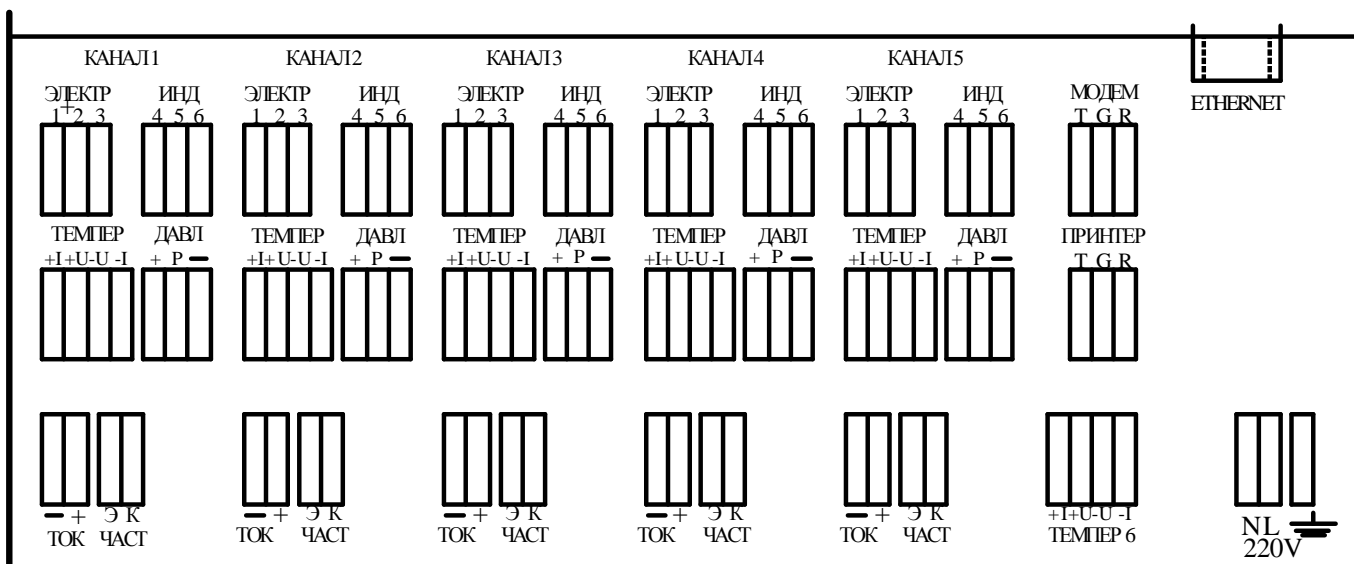 КАНАЛ1 КАНАЛ2 КАНАЛ3 КАНАЛ4 КАНАЛ5
ЭЛЕКТР ИНД ЭЛЕКТР ИНД ЭЛЕКТР ИНД ЭЛЕКТР ИНД ЭЛЕКТР ИНД МОДЕМ ETHERNET
+
1 2 3 4 5 6 1 2 3 4 5 6 1 2 3 4 5 6 1 2 3 4 5 6 1 2 3 4 5 6 T G R
ТЕМПЕР ДАВЛ ТЕМПЕР ДАВЛ ТЕМПЕР ДАВЛ ТЕМПЕР ДАВЛ ТЕМПЕР ДАВЛ ПРИНТЕР
+I+U-U -I + P − +I+U-U -I + P − +I+U-U -I + P − +I+U-U -I + P − +I+U-U -I + P − T G R
− + Э К − + Э К − + Э К − + Э К − + Э К +I+U-U -I NL
ТОК ЧАСТ ТОК ЧАСТ ТОК ЧАСТ ТОК ЧАСТ ТОК ЧАСТ ТЕМПЕР 6 220V